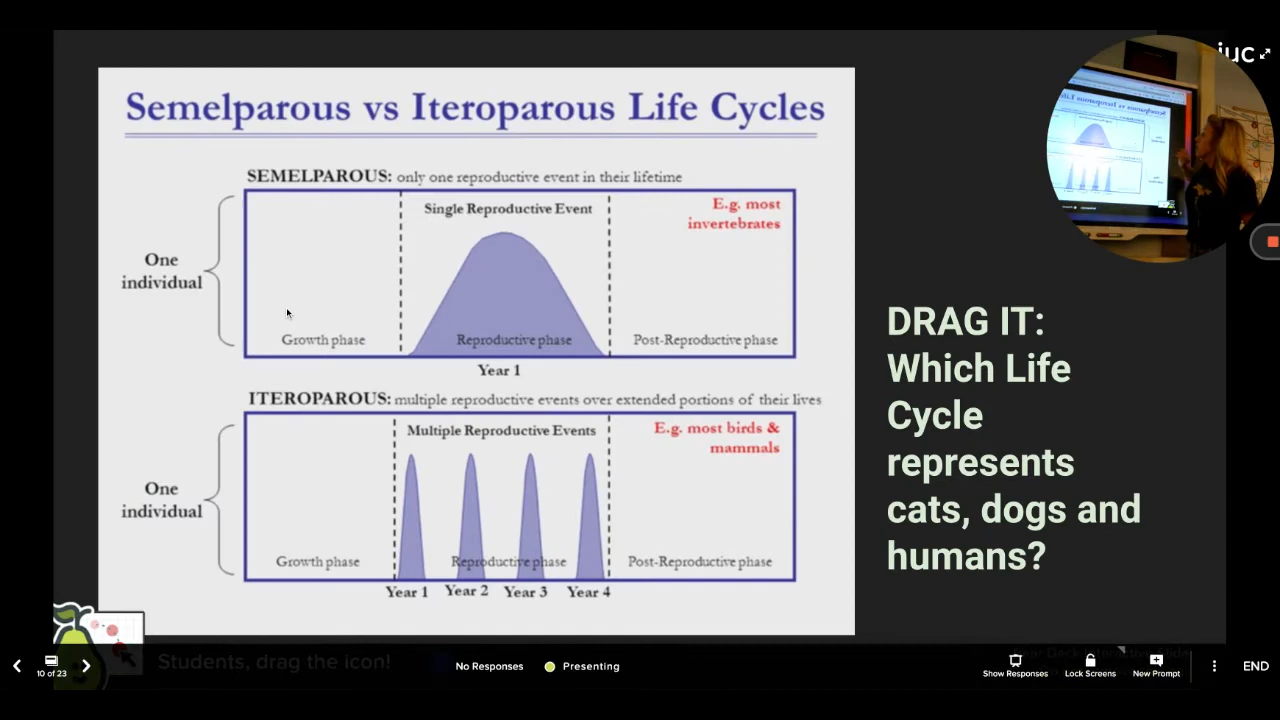 Semelparous vs Iteroparous Life Cycles
SEMELPAROUS: only one reproductive event in their lifetime
Single Reproductive Event
E.g. most
invertebrates
One
individual
Growth phase
Reproductive phase
Post-Reproductive phase
Year 1
ITEROPAROUS: multiple reproductive events over extended portions of their lives
Multiple Reproductive Events
E.g. most birds &
mammals
One
individual
Growth phase
Reproductive phase
Post-Reproductive phase
Year 1 Year 2 Year 3 Year 4
DRAG IT:
Which Life
Cycle
represents
cats, dogs and
humans?
Students, drag the icon!
No Responses
Presenting
10 of 23
Show Responses
Lock Screens
New Prompt
END